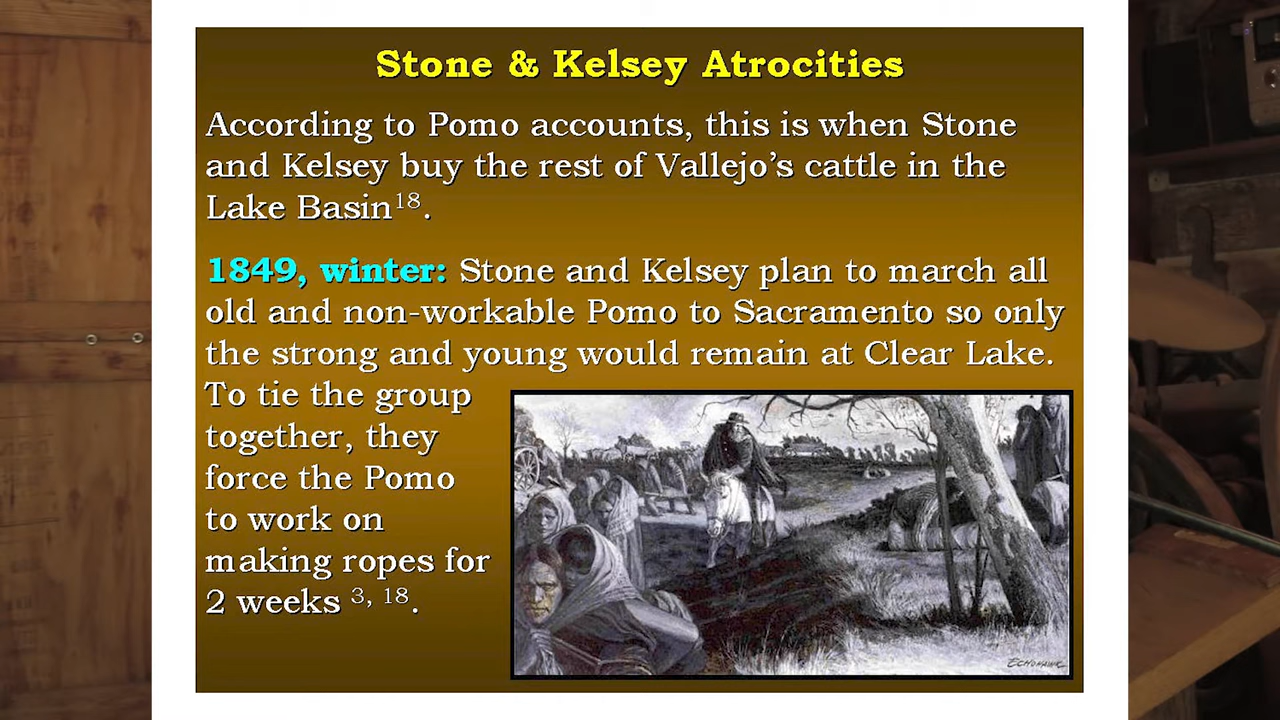 Stone & Kelsey Atrocities
According to Pomo accounts, this is when Stone
and Kelsey buy the rest of Vallejo's cattle in the
Lake Basin18.
1849, winter: Stone and Kelsey plan to march all
old and non-workable Pomo to Sacramento so only
the strong and young would remain at Clear Lake.
To tie the group
together, they
force the Pomo
to work on
making ropes for
2 weeks 3, 18.
ECHOHAWK